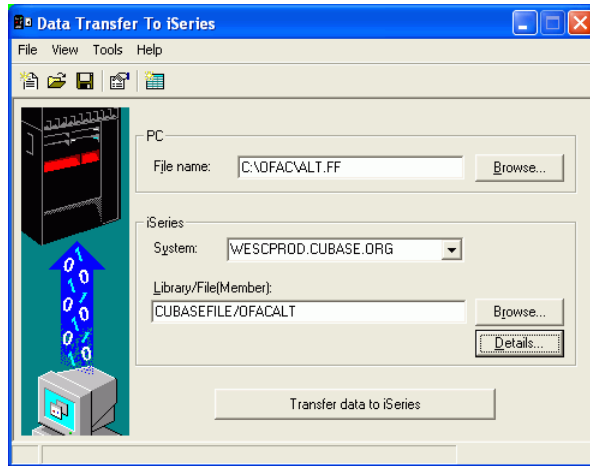 Data Transfer To iSeries
File View Tools Help
PC
File name: C:\OFAC\ALT.FF Browse...
iSeries
System: WESCPROD.CUBASE.ORG
Library/File(Member):
CUBASEFILE/OFACALT Browse...
Details...
Transfer data to iSeries